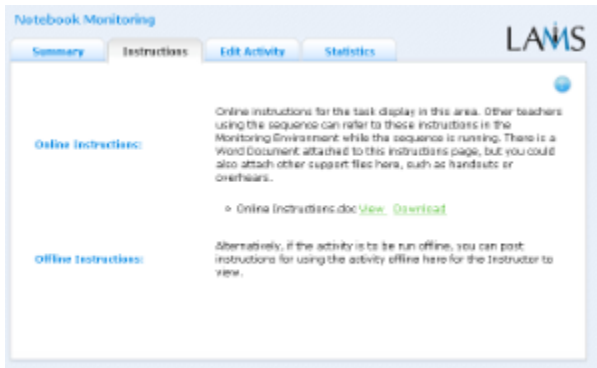 Notebook Monitoring
LAMS
Summary Instructions Edit Activity Statistics
Online instructions for the task display in this area. Other teachers
using the sequence can refer to these instructions in the
Monitoring Environment while the sequence is running. There is a
Online Instructions:
Word Document attached to this instructions page, but you could
also attach other support files here, such as handouts or
overhears.
Online Instructions.doc View Download
Alternatively, if the activity is to be run offline, you can post
Offline Instructions:
instructions for using the activity offline here for the Instructor to
view.